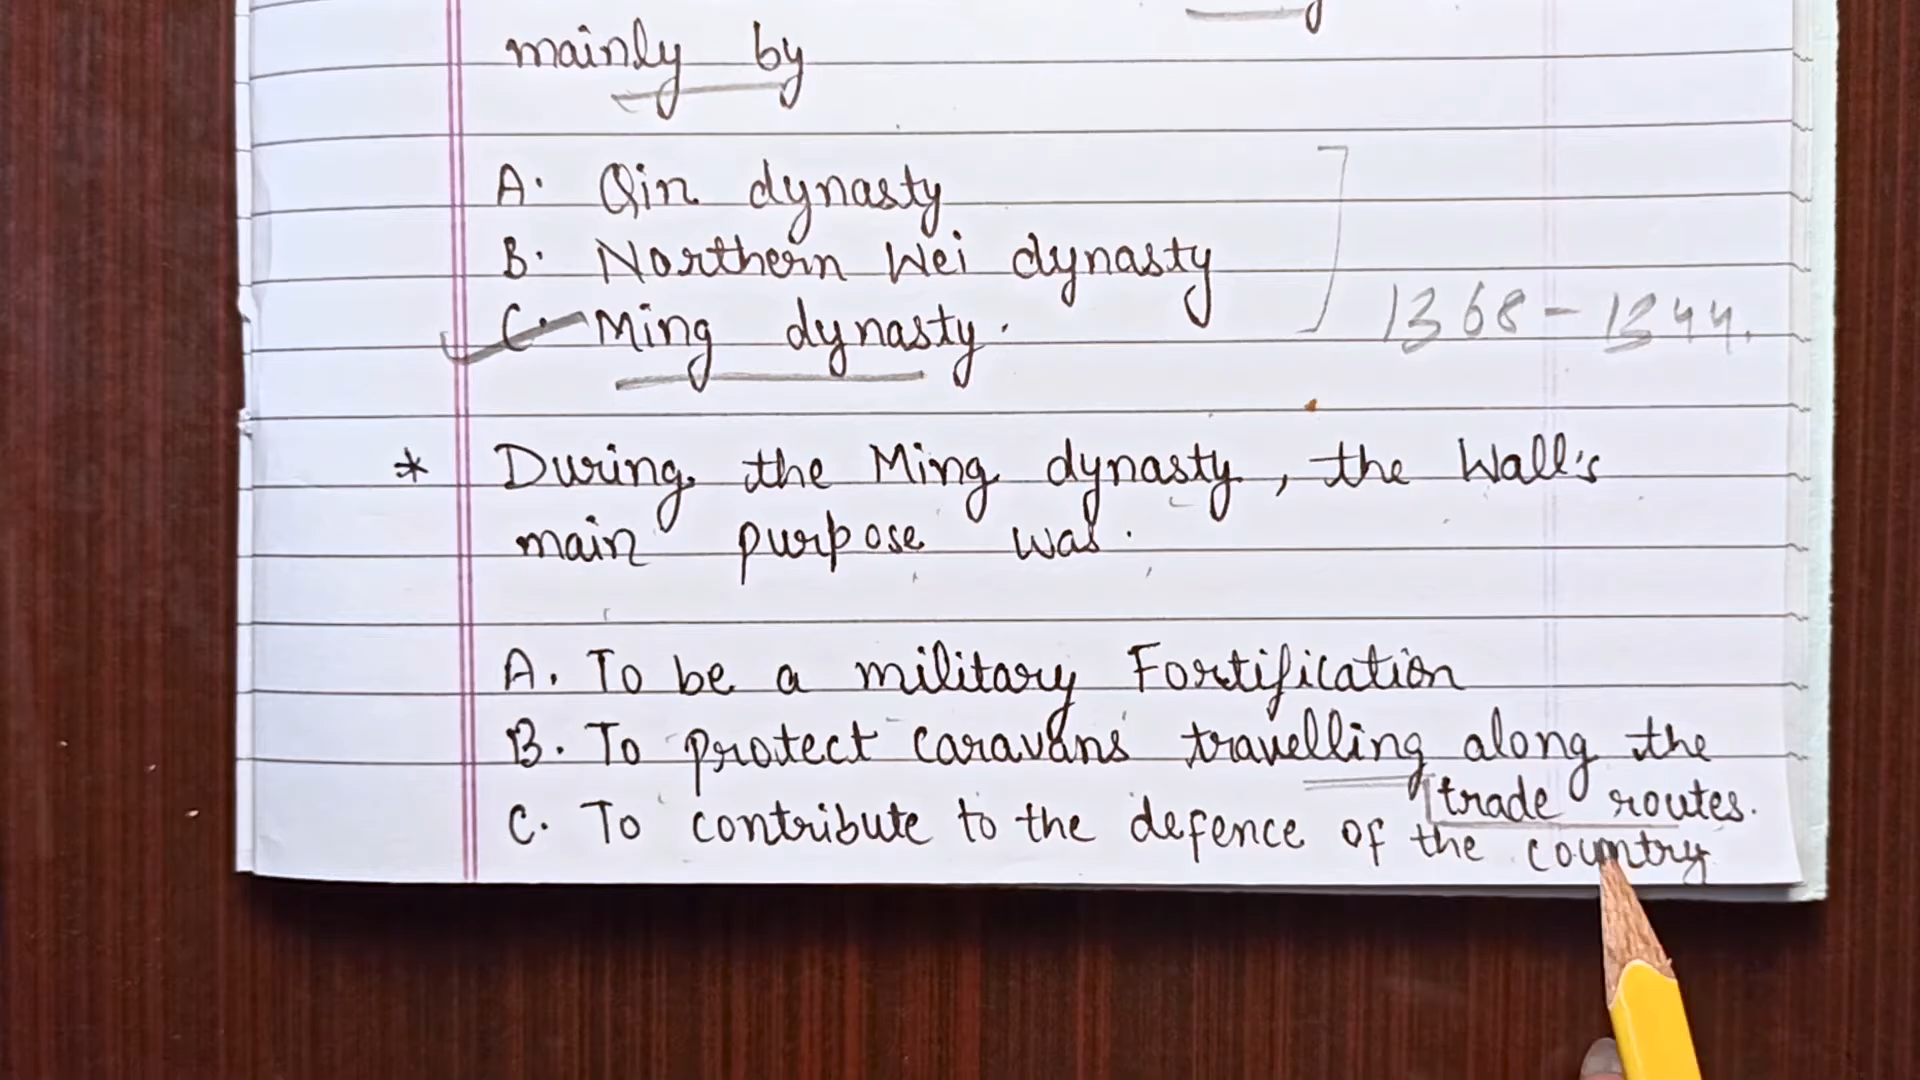 mainly by
A. Qin dynasty
B. Northern Wei dynasty
C. Ming dynasty.
1368 - 1344.
* During the Ming dynasty, the Wall's
main purpose was.
A. To be a military Fortification
B. To protect caravans travelling along the
trade routes.
C. To contribute to the defence of the country